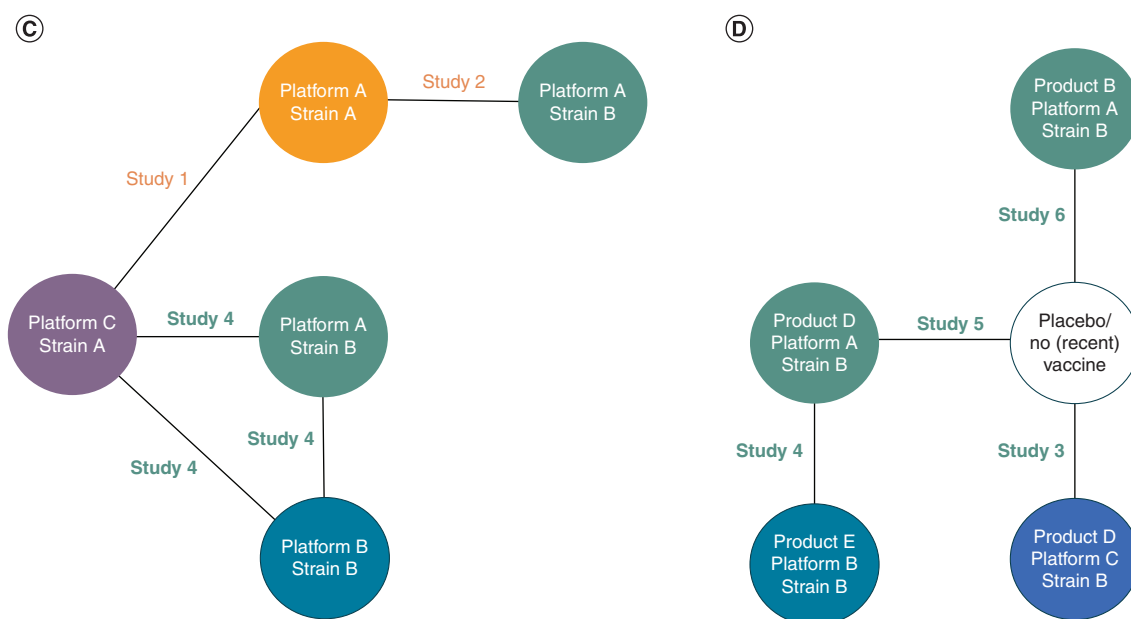 C
Platform A
Strain A
Study 2
Platform A
Strain B
Study 1
Platform C
Strain A
Study 4
Platform A
Strain B
Study 4
Study 4
Platform B
Strain B
D
Product B
Platform A
Strain B
Study 6
Product D
Platform A
Strain B
Study 5
Placebo/
no (recent)
vaccine
Study 4
Study 3
Product E
Platform B
Strain B
Product D
Platform C
Strain B